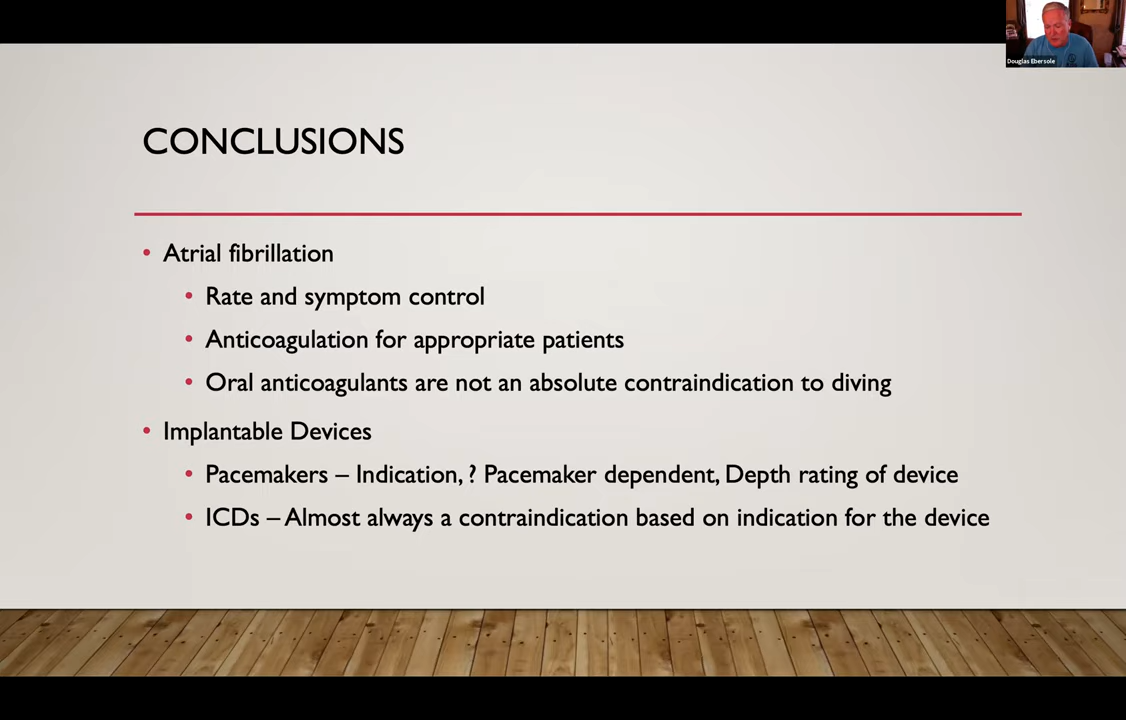 Douglas Ebersole
CONCLUSIONS
• Atrial fibrillation
• Rate and symptom control
• Anticoagulation for appropriate patients
• Oral anticoagulants are not an absolute contraindication to diving
• Implantable Devices
• Pacemakers – Indication, ? Pacemaker dependent, Depth rating of device
• ICDs – Almost always a contraindication based on indication for the device